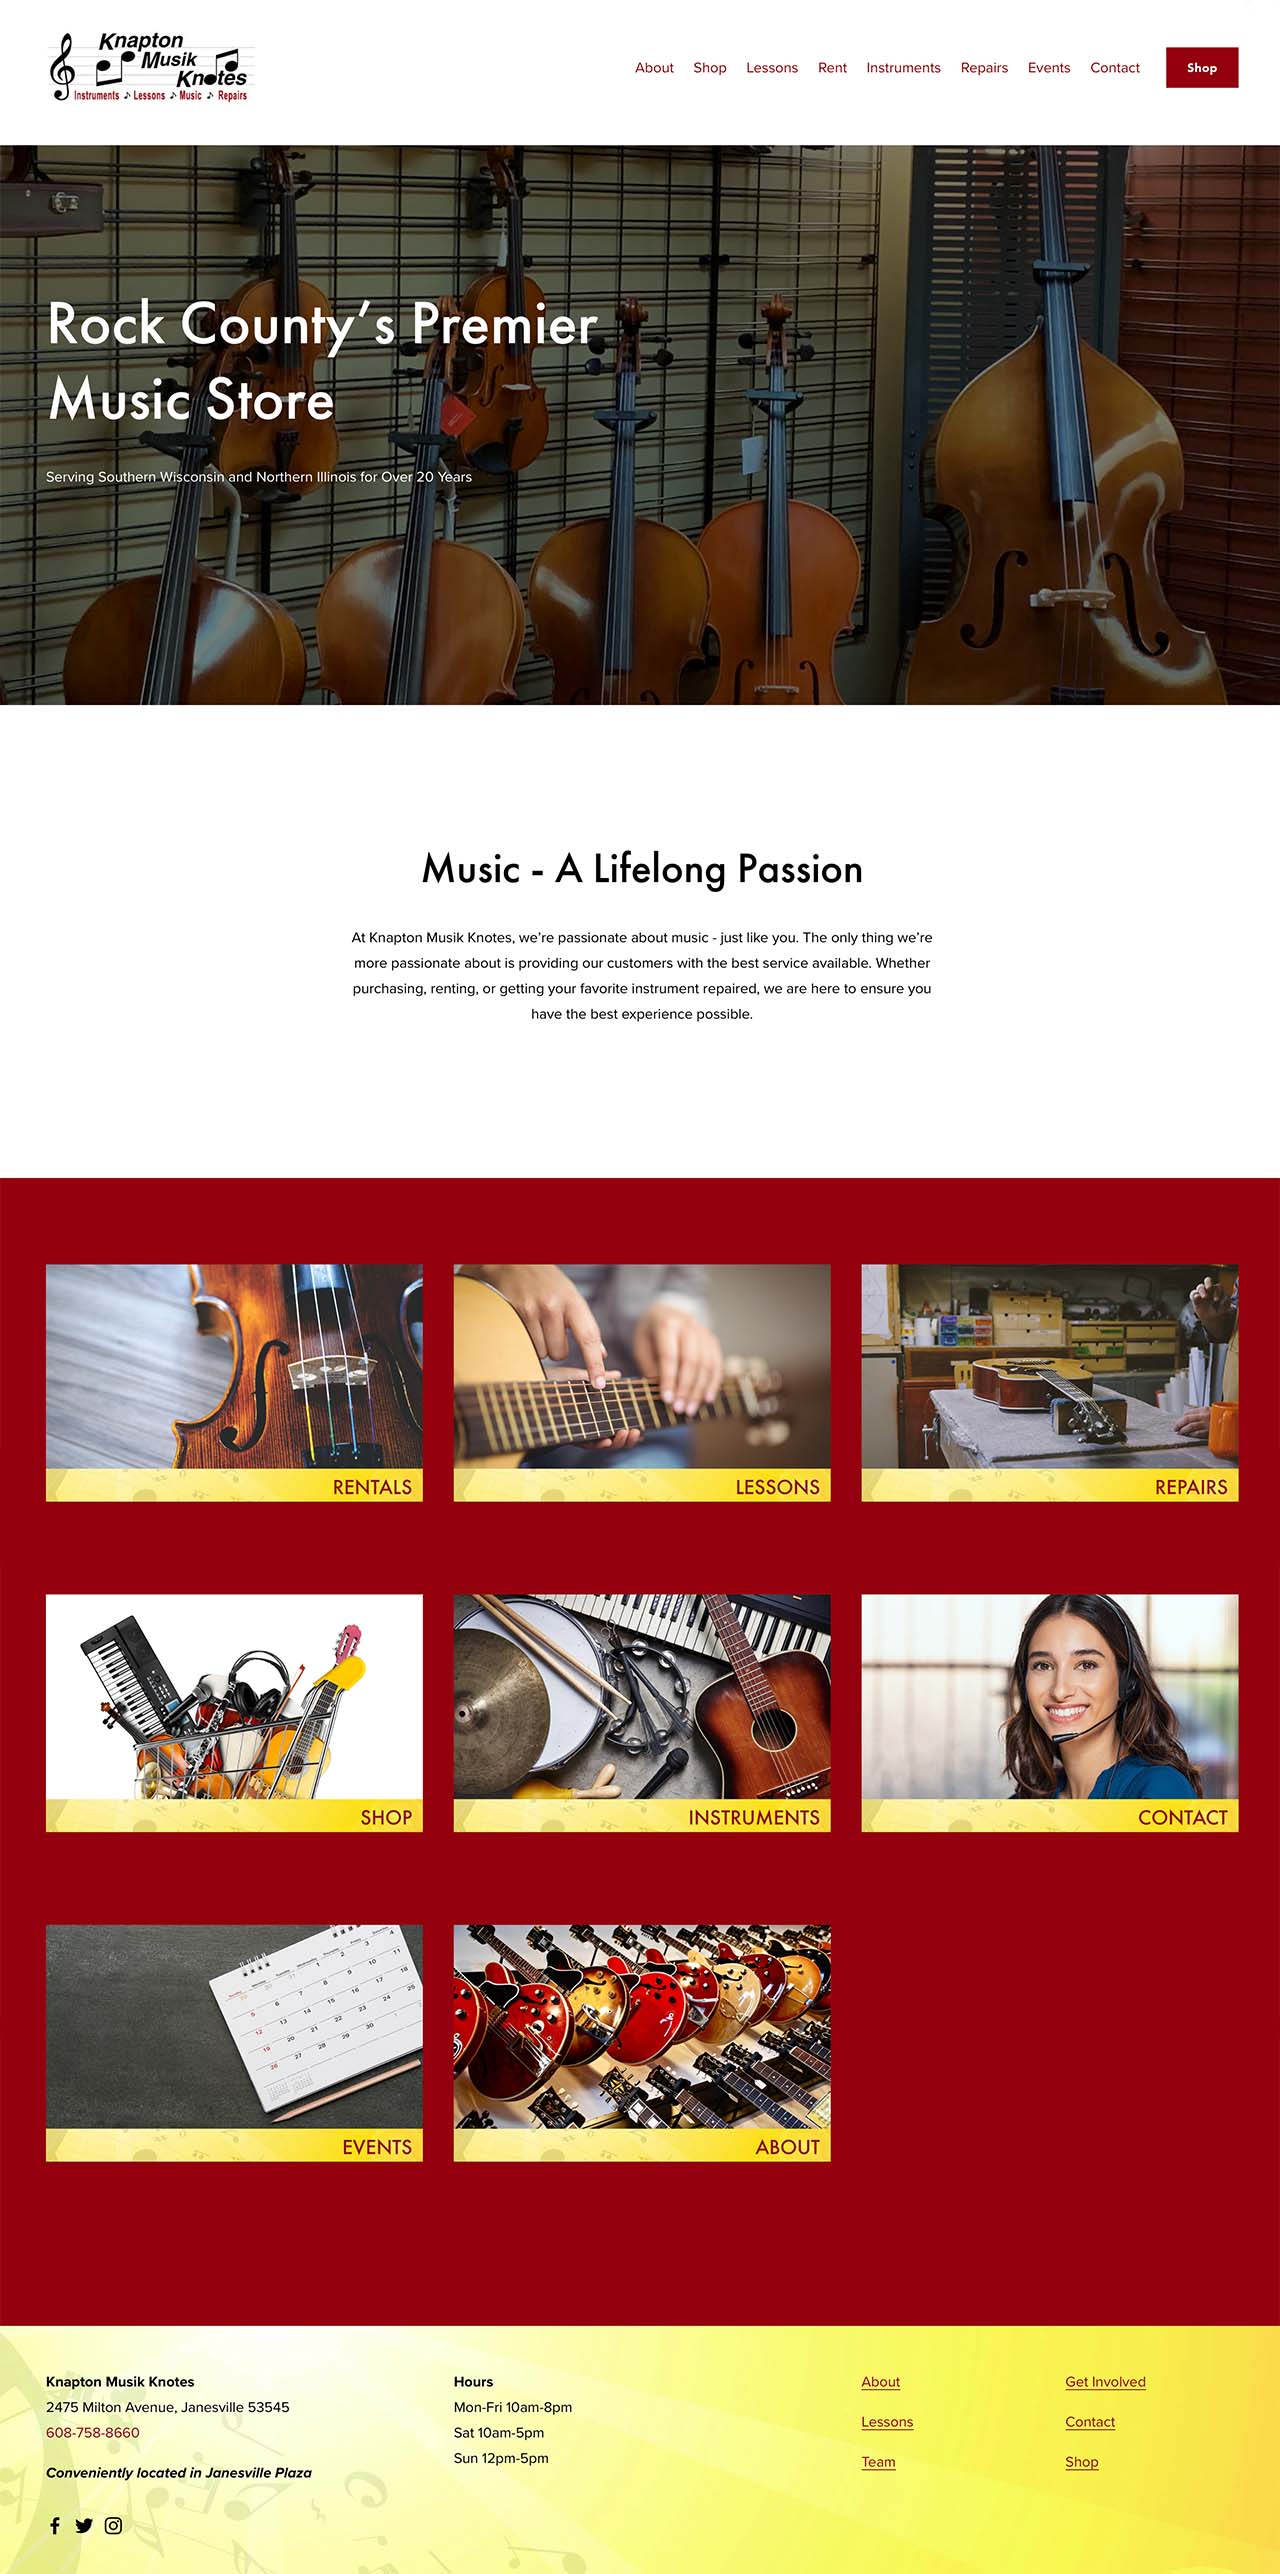 Knapton
Musik
Knotes
Instruments ♪ Lessons ♪ Music ♪ Repairs
About Shop Lessons Rent Instruments Repairs Events Contact Shop
Rock County’s Premier
Music Store
Serving Southern Wisconsin and Northern Illinois for Over 20 Years
Music - A Lifelong Passion
At Knapton Musik Knotes, we’re passionate about music - just like you. The only thing we’re
more passionate about is providing our customers with the best service available. Whether
purchasing, renting, or getting your favorite instrument repaired, we are here to ensure you
have the best experience possible.
RENTALS
LESSONS
REPAIRS
SHOP
INSTRUMENTS
CONTACT
EVENTS
ABOUT
Knapton Musik Knotes
2475 Milton Avenue, Janesville 53545
608-758-8660
Conveniently located in Janesville Plaza
Hours
Mon-Fri 10am-8pm
Sat 10am-5pm
Sun 12pm-5pm
About
Lessons
Team
Get Involved
Contact
Shop